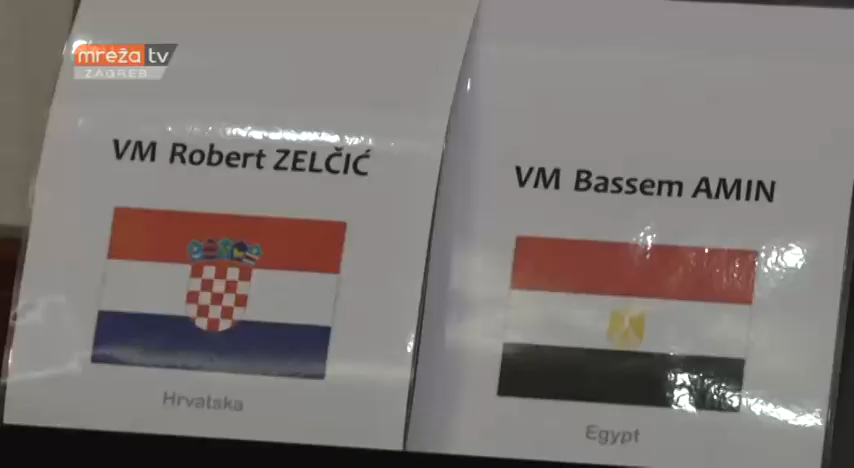 mreža tv
ZAGREB
VM Robert ZELČIĆ
Hrvatska
VM Bassem AMIN
Egypt